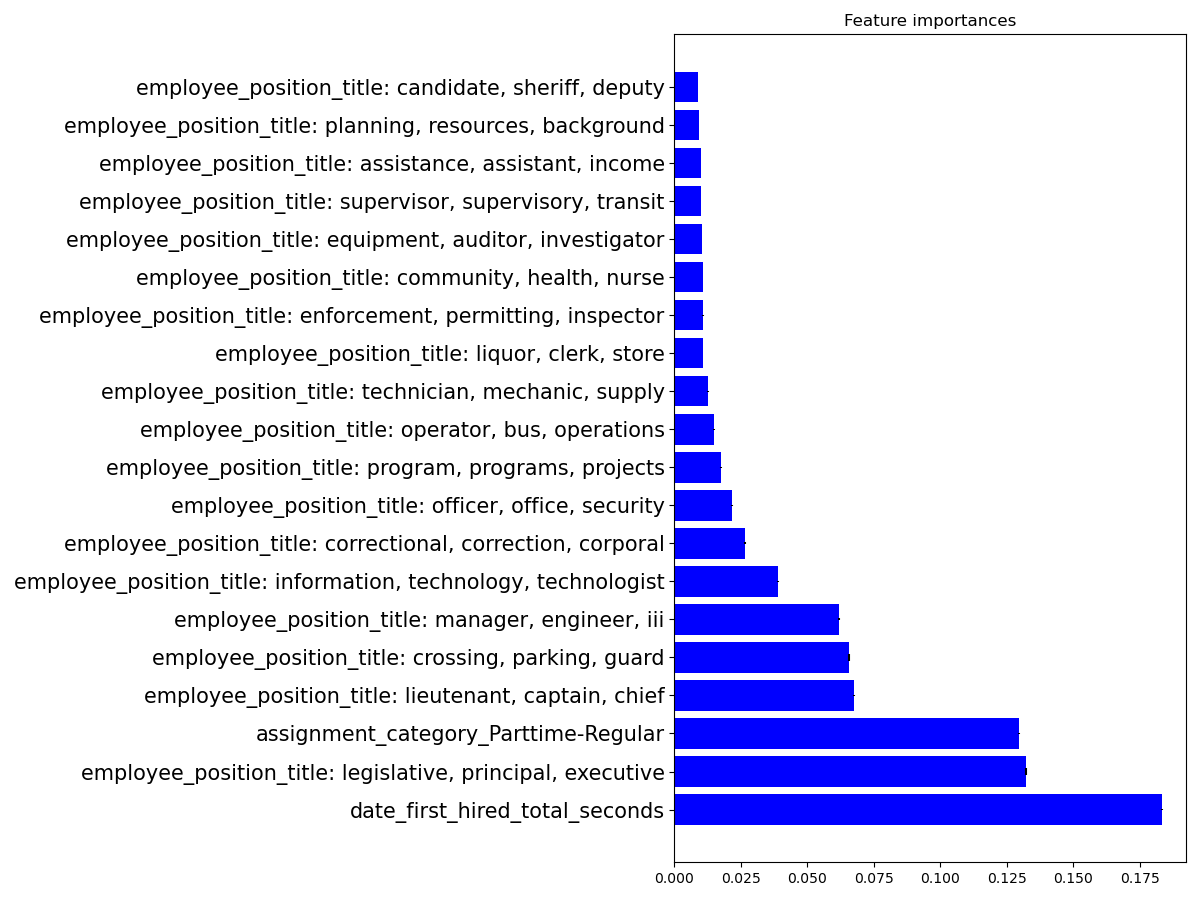 Feature importances
employee_position_title: candidate, sheriff, deputy
employee_position_title: planning, resources, background
employee_position_title: assistance, assistant, income
employee_position_title: supervisor, supervisory, transit
employee_position_title: equipment, auditor, investigator
employee_position_title: community, health, nurse
employee_position_title: enforcement, permitting, inspector
employee_position_title: liquor, clerk, store
employee_position_title: technician, mechanic, supply
employee_position_title: operator, bus, operations
employee_position_title: program, programs, projects
employee_position_title: officer, office, security
employee_position_title: correctional, correction, corporal
employee_position_title: information, technology, technologist
employee_position_title: manager, engineer, iii
employee_position_title: crossing, parking, guard
employee_position_title: lieutenant, captain, chief
assignment_category_Parttime-Regular
employee_position_title: legislative, principal, executive
date_first_hired_total_seconds
0.000 0.025 0.050 0.075 0.100 0.125 0.150 0.175